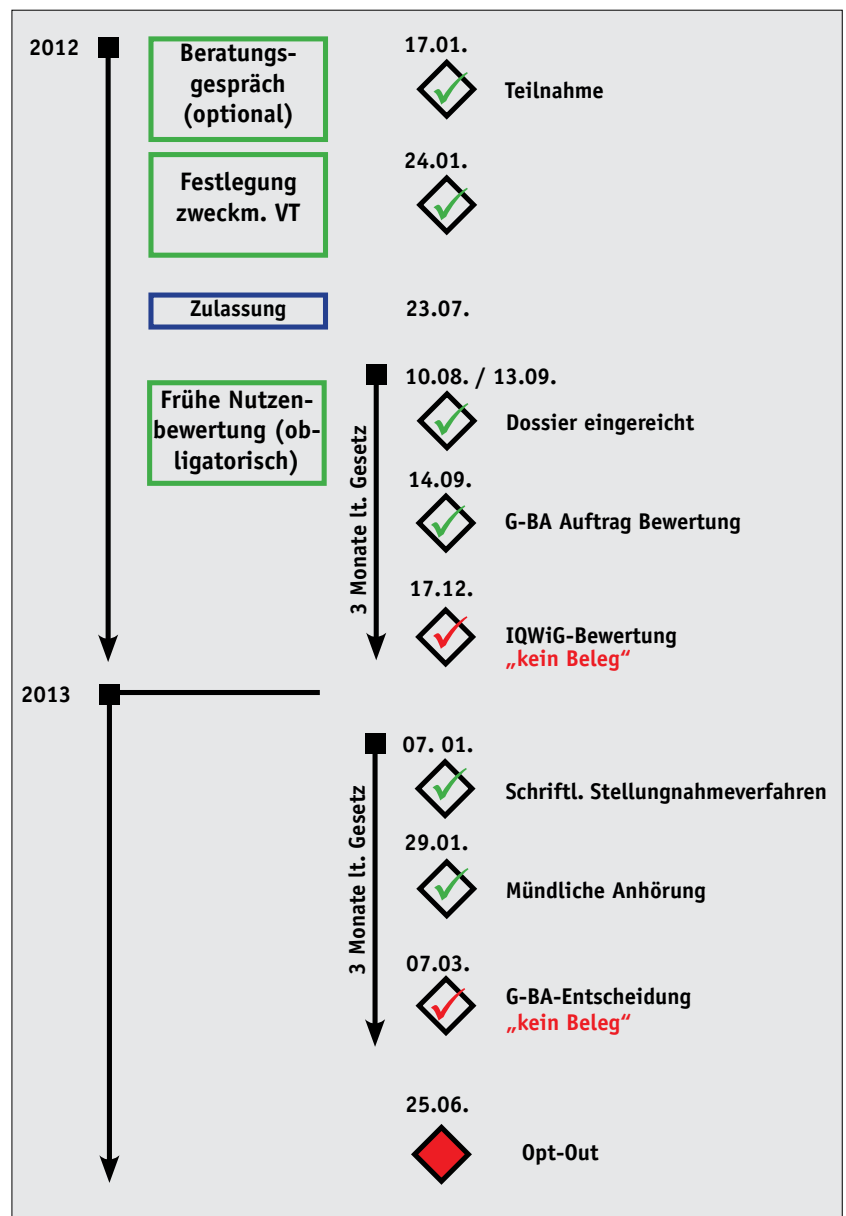 2012
Beratungs-
gespräch
(optional)
17.01.
Teilnahme
Festlegung
zweckm. VT
24.01.
Zulassung
23.07.
Frühe Nutzen-
bewertung (ob-
ligatorisch)
3 Monate lt. Gesetz
10.08. / 13.09.
Dossier eingereicht
14.09.
G-BA Auftrag Bewertung
17.12.
IQWiG-Bewertung
„kein Beleg“
2013
3 Monate lt. Gesetz
07. 01.
Schriftl. Stellungnahmeverfahren
29.01.
Mündliche Anhörung
07.03.
G-BA-Entscheidung
„kein Beleg“
25.06.
Opt-Out